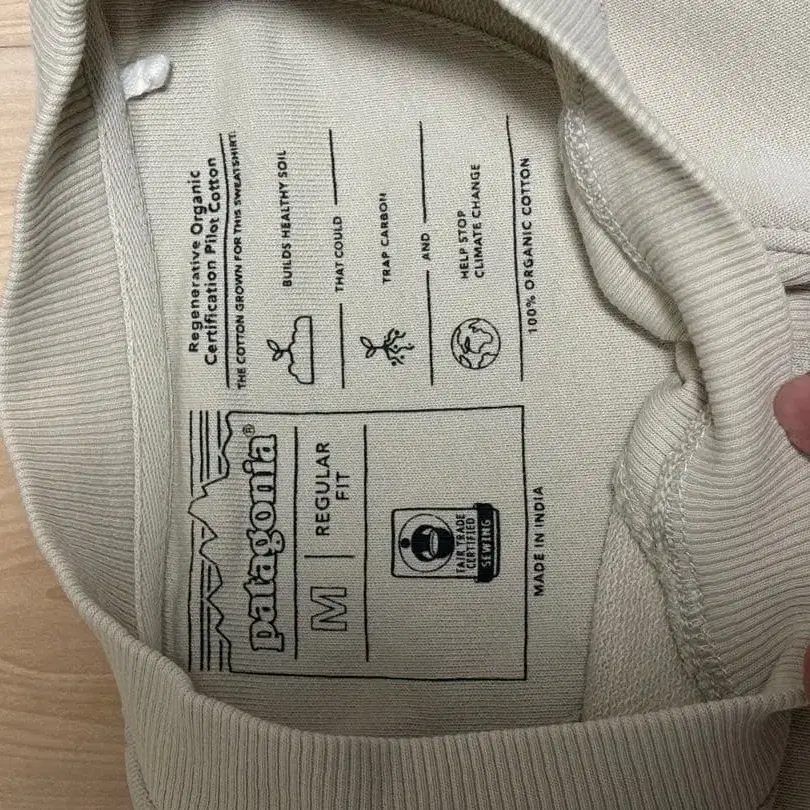 patagonia®
M
REGULAR
FIT
FAIR TRADE
CERTIFIED
SEWING
MADE IN INDIA
Regenerative Organic
Certification Pilot Cotton
THE COTTON GROWN FOR THIS SWEATSHIRT:
BUILDS HEALTHY SOIL
THAT COULD
TRAP CARBON
AND
HELP STOP
CLIMATE CHANGE
100% ORGANIC COTTON